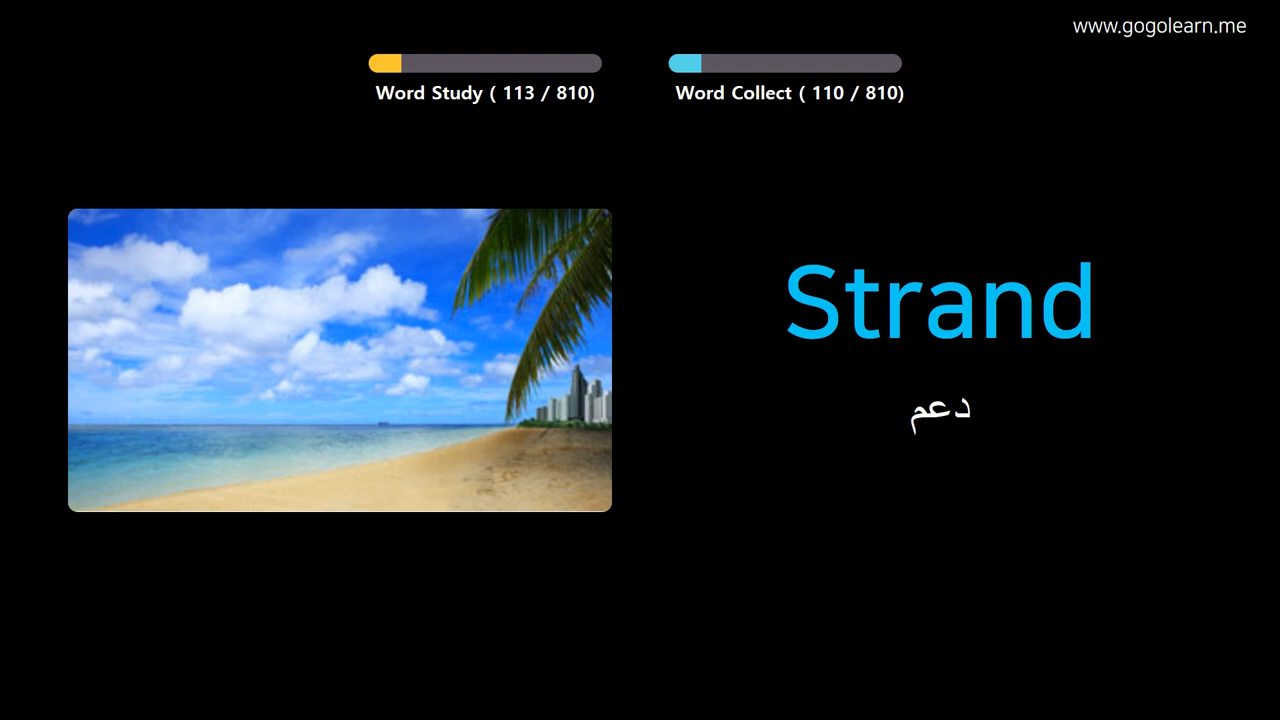 www.gogolearn.me
Word Study ( 113 / 810)
Word Collect ( 110 / 810)
Strand
دعم